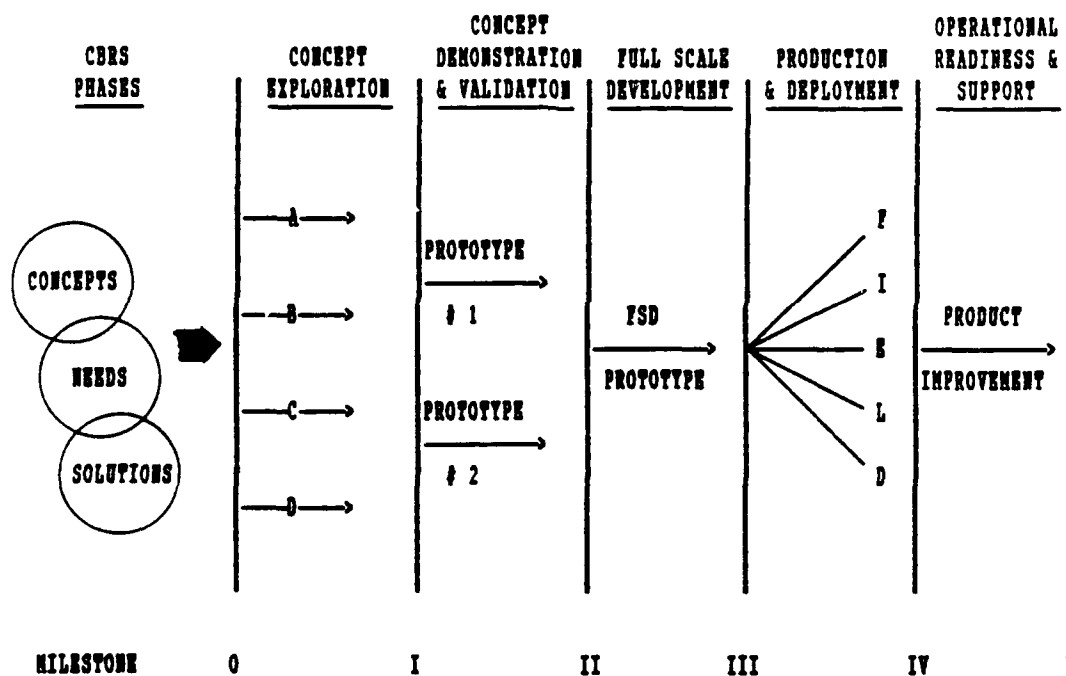 CBRS
PHASES
CONCEPT
EXPLORATION
CONCEPT
DEMONSTRATION
& VALIDATION
FULL SCALE
DEVELOPMENT
PRODUCTION
& DEPLOYMENT
OPERATIONAL
READINESS &
SUPPORT
CONCEPTS
NEEDS
SOLUTIONS
A
B
C
D
PROTOTYPE
# 1
PROTOTYPE
# 2
FSD
PROTOTYPE
F
I
E
L
D
PRODUCT
IMPROVEMENT
MILESTONE 0 I II III IV